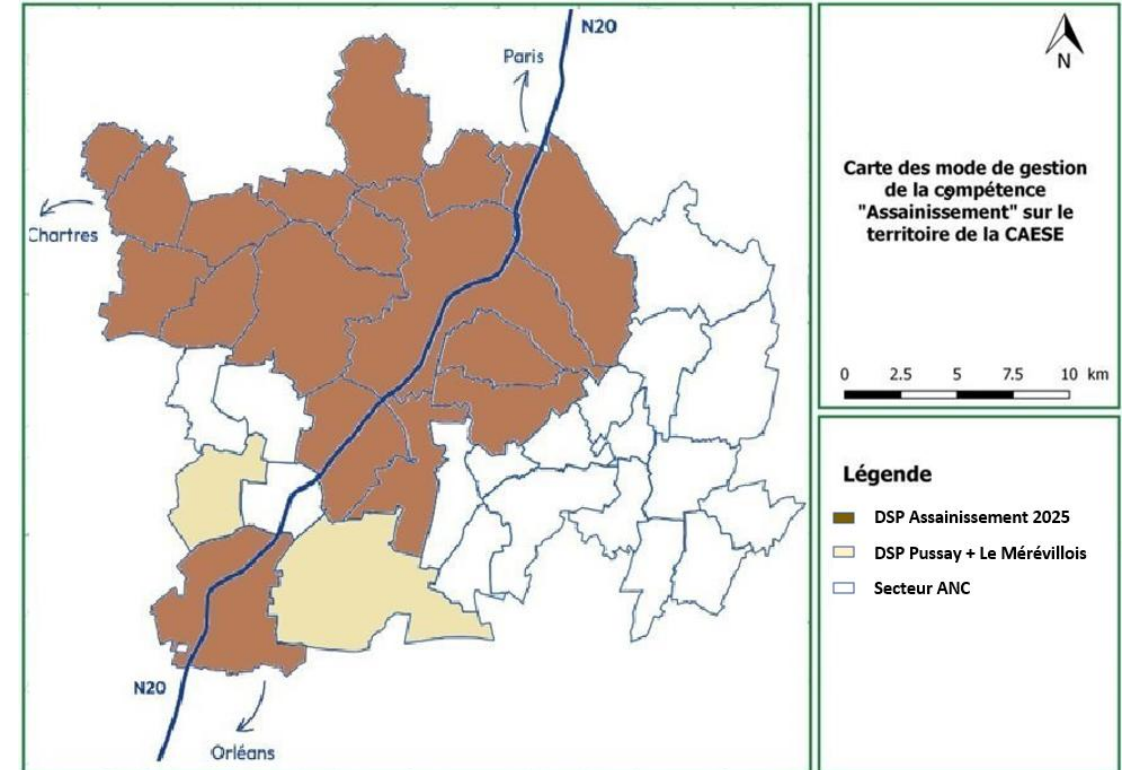 N20
Paris
Chartres
N20
Orléans
N
Carte des mode de gestion
de la compétence
"Assainissement" sur le
territoire de la CAESE
0 2.5 5 7.5 10 km
Légende
DSP Assainissement 2025
DSP Pussay + Le Mérévillois
Secteur ANC